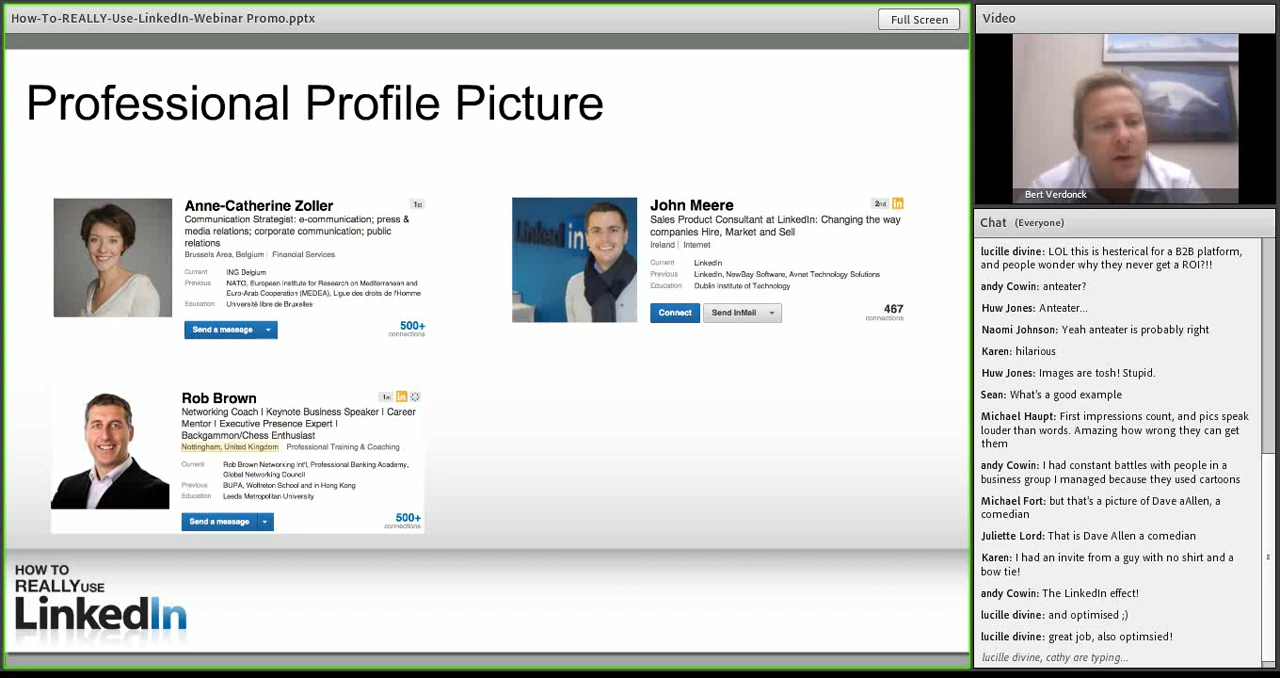 How-To-REALLY-Use-LinkedIn-Webinar Promo.pptx
Full Screen
Professional Profile Picture
Anne-Catherine Zoller
1st
Communication Strategist: e-communication; press &
media relations; corporate communication; public
relations
Brussels Area, Belgium | Financial Services
Current ING Belgium
Previous NATO, European Institute for Research on Mediterranean and
Euro-Arab Cooperation (MEDEA), Ligue des droits de l'Homme
Education Université libre de Bruxelles
Send a message
500+
connections
Linked in
John Meere
2nd in
Sales Product Consultant at LinkedIn: Changing the way
companies Hire, Market and Sell
Ireland | Internet
Current LinkedIn
Previous LinkedIn, NewBay Software, Avnet Technology Solutions
Education Dublin Institute of Technology
Connect
Send InMail
467
connections
Rob Brown
1st in
Networking Coach | Keynote Business Speaker | Career
Mentor | Executive Presence Expert |
Backgammon/Chess Enthusiast
Nottingham, United Kingdom Professional Training & Coaching
Current Rob Brown Networking Int'l, Professional Banking Academy,
Global Networking Council
Previous BUPA, Wolfreton School and in Hong Kong
Education Leeds Metropolitan University
Send a message
500+
connections
HOW TO
REALLY USE
LinkedIn
Video
Bert Verdonck
Chat (Everyone)
lucille divine: LOL this is hesterical for a B2B platform,
and people wonder why they never get a ROI?!!
andy Cowin: anteater?
Huw Jones: Anteater...
Naomi Johnson: Yeah anteater is probably right
Karen: hilarious
Huw Jones: Images are tosh! Stupid.
Sean: What's a good example
Michael Haupt: First impressions count, and pics speak
louder than words. Amazing how wrong they can get
them
andy Cowin: I had constant battles with people in a
business group I managed because they used cartoons
Michael Fort: but that's a picture of Dave aAllen, a
comedian
Juliette Lord: That is Dave Allen a comedian
Karen: I had an invite from a guy with no shirt and a
bow tie!
andy Cowin: The LinkedIn effect!
lucille divine: and optimised ;)
lucille divine: great job, also optimsied!
lucille divine, cathy are typing...